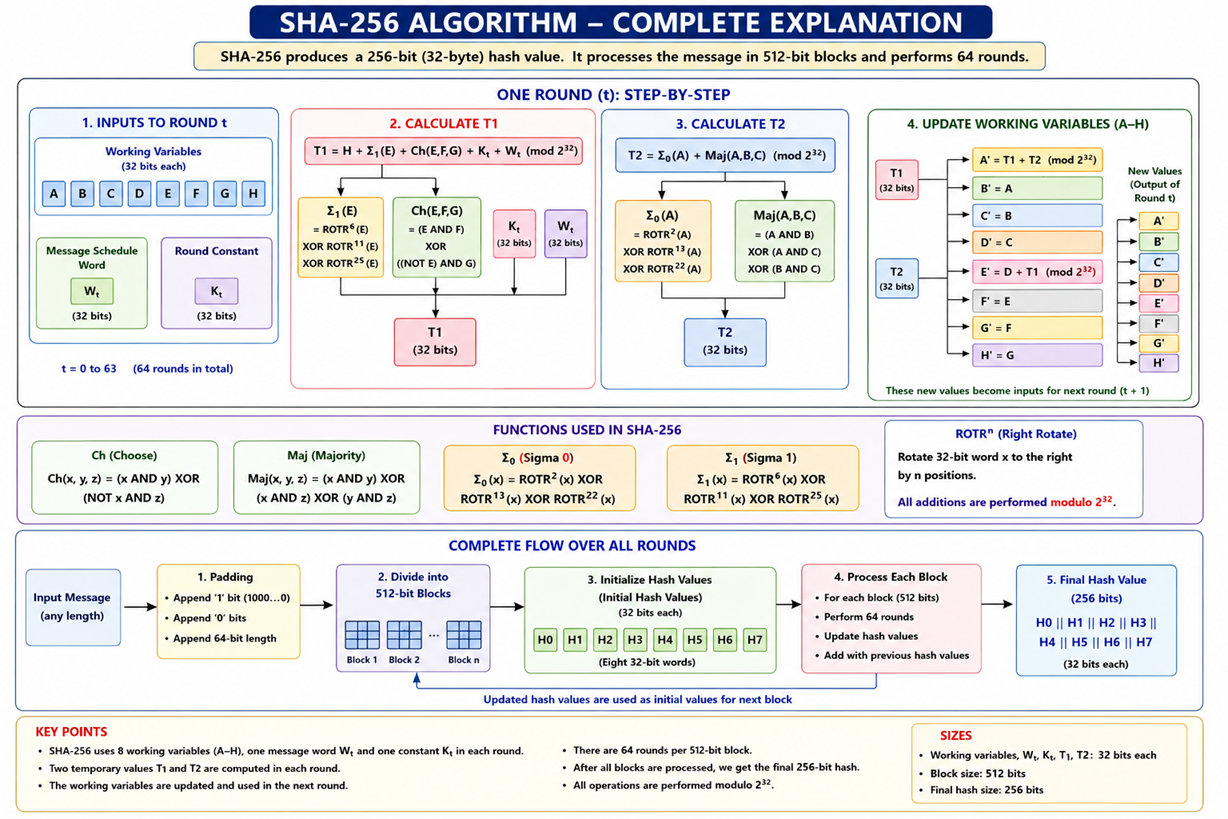 SHA-256 ALGORITHM – COMPLETE EXPLANATION
SHA-256 produces a 256-bit (32-byte) hash value. It processes the message in 512-bit blocks and performs 64 rounds.
ONE ROUND (t): STEP-BY-STEP
1. INPUTS TO ROUND t
Working Variables
(32 bits each)
A B C D E F G H
Message Schedule
Word
Wₜ
(32 bits)
Round Constant
Kₜ
(32 bits)
t = 0 to 63 (64 rounds in total)
2. CALCULATE T1
T1 = H + Σ₁(E) + Ch(E,F,G) + Kₜ + Wₜ (mod 2³²)
Σ₁(E)
= ROTR⁶(E)
XOR ROTR¹¹(E)
XOR ROTR²⁵(E)
Ch(E,F,G)
= (E AND F)
XOR
((NOT E) AND G)
Kₜ
(32 bits)
Wₜ
(32 bits)
T1
(32 bits)
3. CALCULATE T2
T2 = Σ₀(A) + Maj(A,B,C) (mod 2³²)
Σ₀(A)
= ROTR²(A)
XOR ROTR¹³(A)
XOR ROTR²²(A)
Maj(A,B,C)
= (A AND B)
XOR (A AND C)
XOR (B AND C)
T2
(32 bits)
4. UPDATE WORKING VARIABLES (A–H)
T1
(32 bits)
T2
(32 bits)
A' = T1 + T2 (mod 2³²)
B' = A
C' = B
D' = C
E' = D + T1 (mod 2³²)
F' = E
G' = F
H' = G
New Values
(Output of
Round t)
A'
B'
C'
D'
E'
F'
G'
H'
These new values become inputs for next round (t + 1)
FUNCTIONS USED IN SHA-256
Ch (Choose)
Ch(x, y, z) = (x AND y) XOR
(NOT x AND z)
Maj (Majority)
Maj(x, y, z) = (x AND y) XOR
(x AND z) XOR (y AND z)
Σ₀ (Sigma 0)
Σ₀(x) = ROTR²(x) XOR
ROTR¹³(x) XOR ROTR²²(x)
Σ₁ (Sigma 1)
Σ₁(x) = ROTR⁶(x) XOR
ROTR¹¹(x) XOR ROTR²⁵(x)
ROTRⁿ (Right Rotate)
Rotate 32-bit word x to the right
by n positions.
All additions are performed modulo 2³².
COMPLETE FLOW OVER ALL ROUNDS
Input Message
(any length)
1. Padding
• Append '1' bit (1000...0)
• Append '0' bits
• Append 64-bit length
2. Divide into
512-bit Blocks
...
Block 1 Block 2 Block n
3. Initialize Hash Values
(Initial Hash Values)
(32 bits each)
H0 H1 H2 H3 H4 H5 H6 H7
(Eight 32-bit words)
4. Process Each Block
• For each block (512 bits)
• Perform 64 rounds
• Update hash values
• Add with previous hash values
5. Final Hash Value
(256 bits)
H0 || H1 || H2 || H3 ||
H4 || H5 || H6 || H7
(32 bits each)
Updated hash values are used as initial values for next block
KEY POINTS
• SHA-256 uses 8 working variables (A–H), one message word Wₜ and one constant Kₜ in each round.
• Two temporary values T₁ and T2 are computed in each round.
• The working variables are updated and used in the next round.
• There are 64 rounds per 512-bit block.
• After all blocks are processed, we get the final 256-bit hash.
• All operations are performed modulo 2³².
SIZES
• Working variables, Wₜ, Kₜ, T₁, T2: 32 bits each
• Block size: 512 bits
• Final hash size: 256 bits